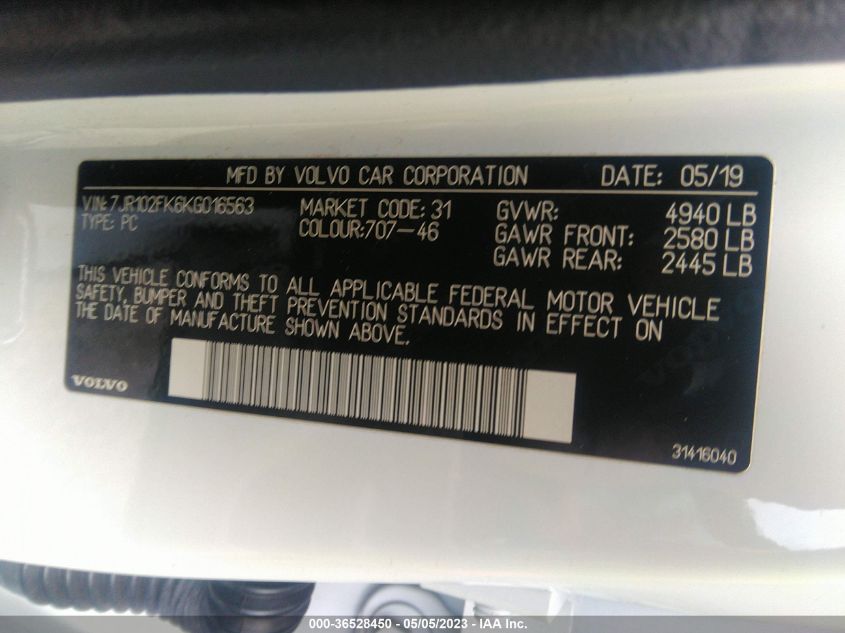 MFD BY VOLVO CAR CORPORATION DATE: 05/19
VIN: 7JR102FK6KG016563 MARKET CODE: 31 GVWR: 4940 LB
TYPE: PC COLOUR:707-46 GAWR FRONT: 2580 LB
GAWR REAR: 2445 LB
THIS VEHICLE CONFORMS TO ALL APPLICABLE FEDERAL MOTOR VEHICLE
SAFETY, BUMPER AND THEFT PREVENTION STANDARDS IN EFFECT ON
THE DATE OF MANUFACTURE SHOWN ABOVE.
VOLVO
31416040
000-36528450 - 05/05/2023 - © IAA Inc.